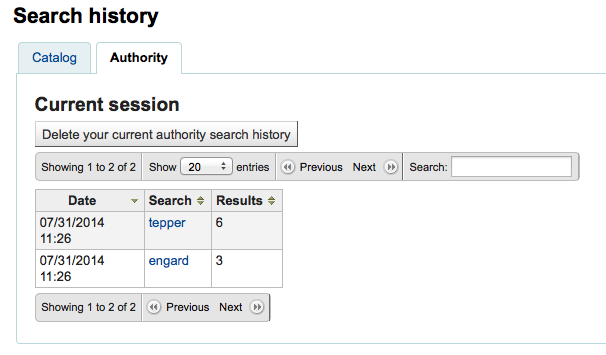 Search history
Catalog Authority
Current session
Delete your current authority search history
Showing 1 to 2 of 2 Show 20 entries Previous Next Search:
Date Search Results
07/31/2014 11:26 tepper 6
07/31/2014 11:26 engard 3
Showing 1 to 2 of 2 Previous Next